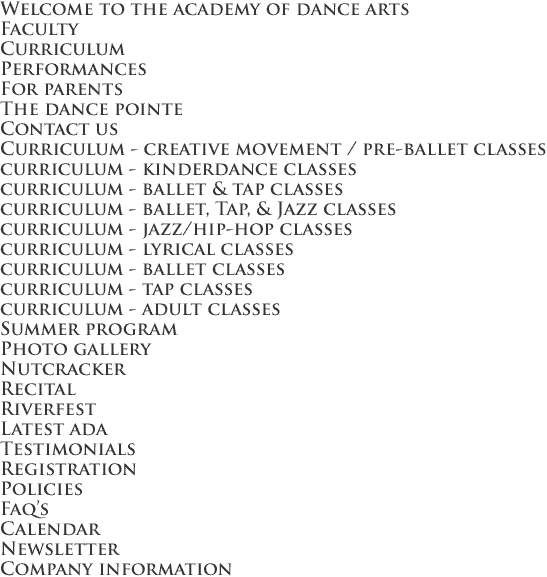 Welcome to the academy of dance arts
Faculty
Curriculum
Performances
For parents
The dance pointe
Contact us
Curriculum - creative movement / pre-ballet classes
curriculum - kinderdance classes
curriculum - ballet & tap classes
curriculum - ballet, Tap, & Jazz classes
curriculum - jazz/hip-hop classes
curriculum - lyrical classes
curriculum - ballet classes
curriculum - tap classes
curriculum - adult classes
Summer program
Photo gallery
Nutcracker
Recital
Riverfest
Latest ada
Testimonials
Registration
Policies
Faq's
Calendar
Newsletter
Company information